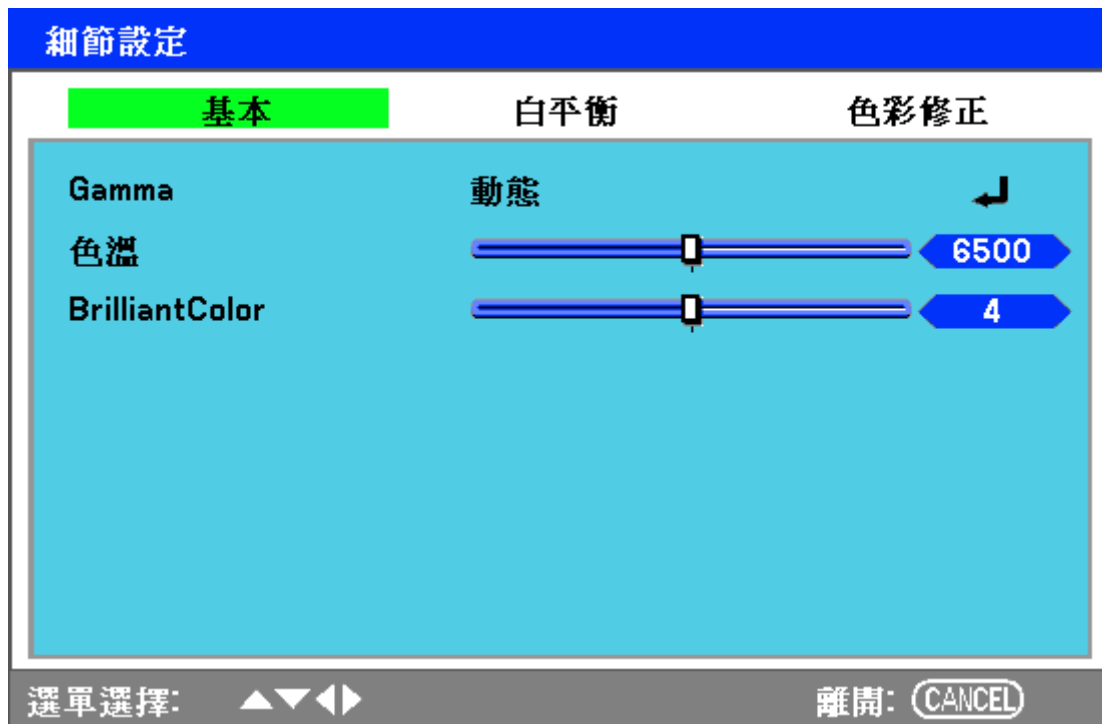 細節設定
基本 白平衡 色彩修正
Gamma 動態
色溫 6500
BrilliantColor 4
選單選擇: 離開: CANCEL